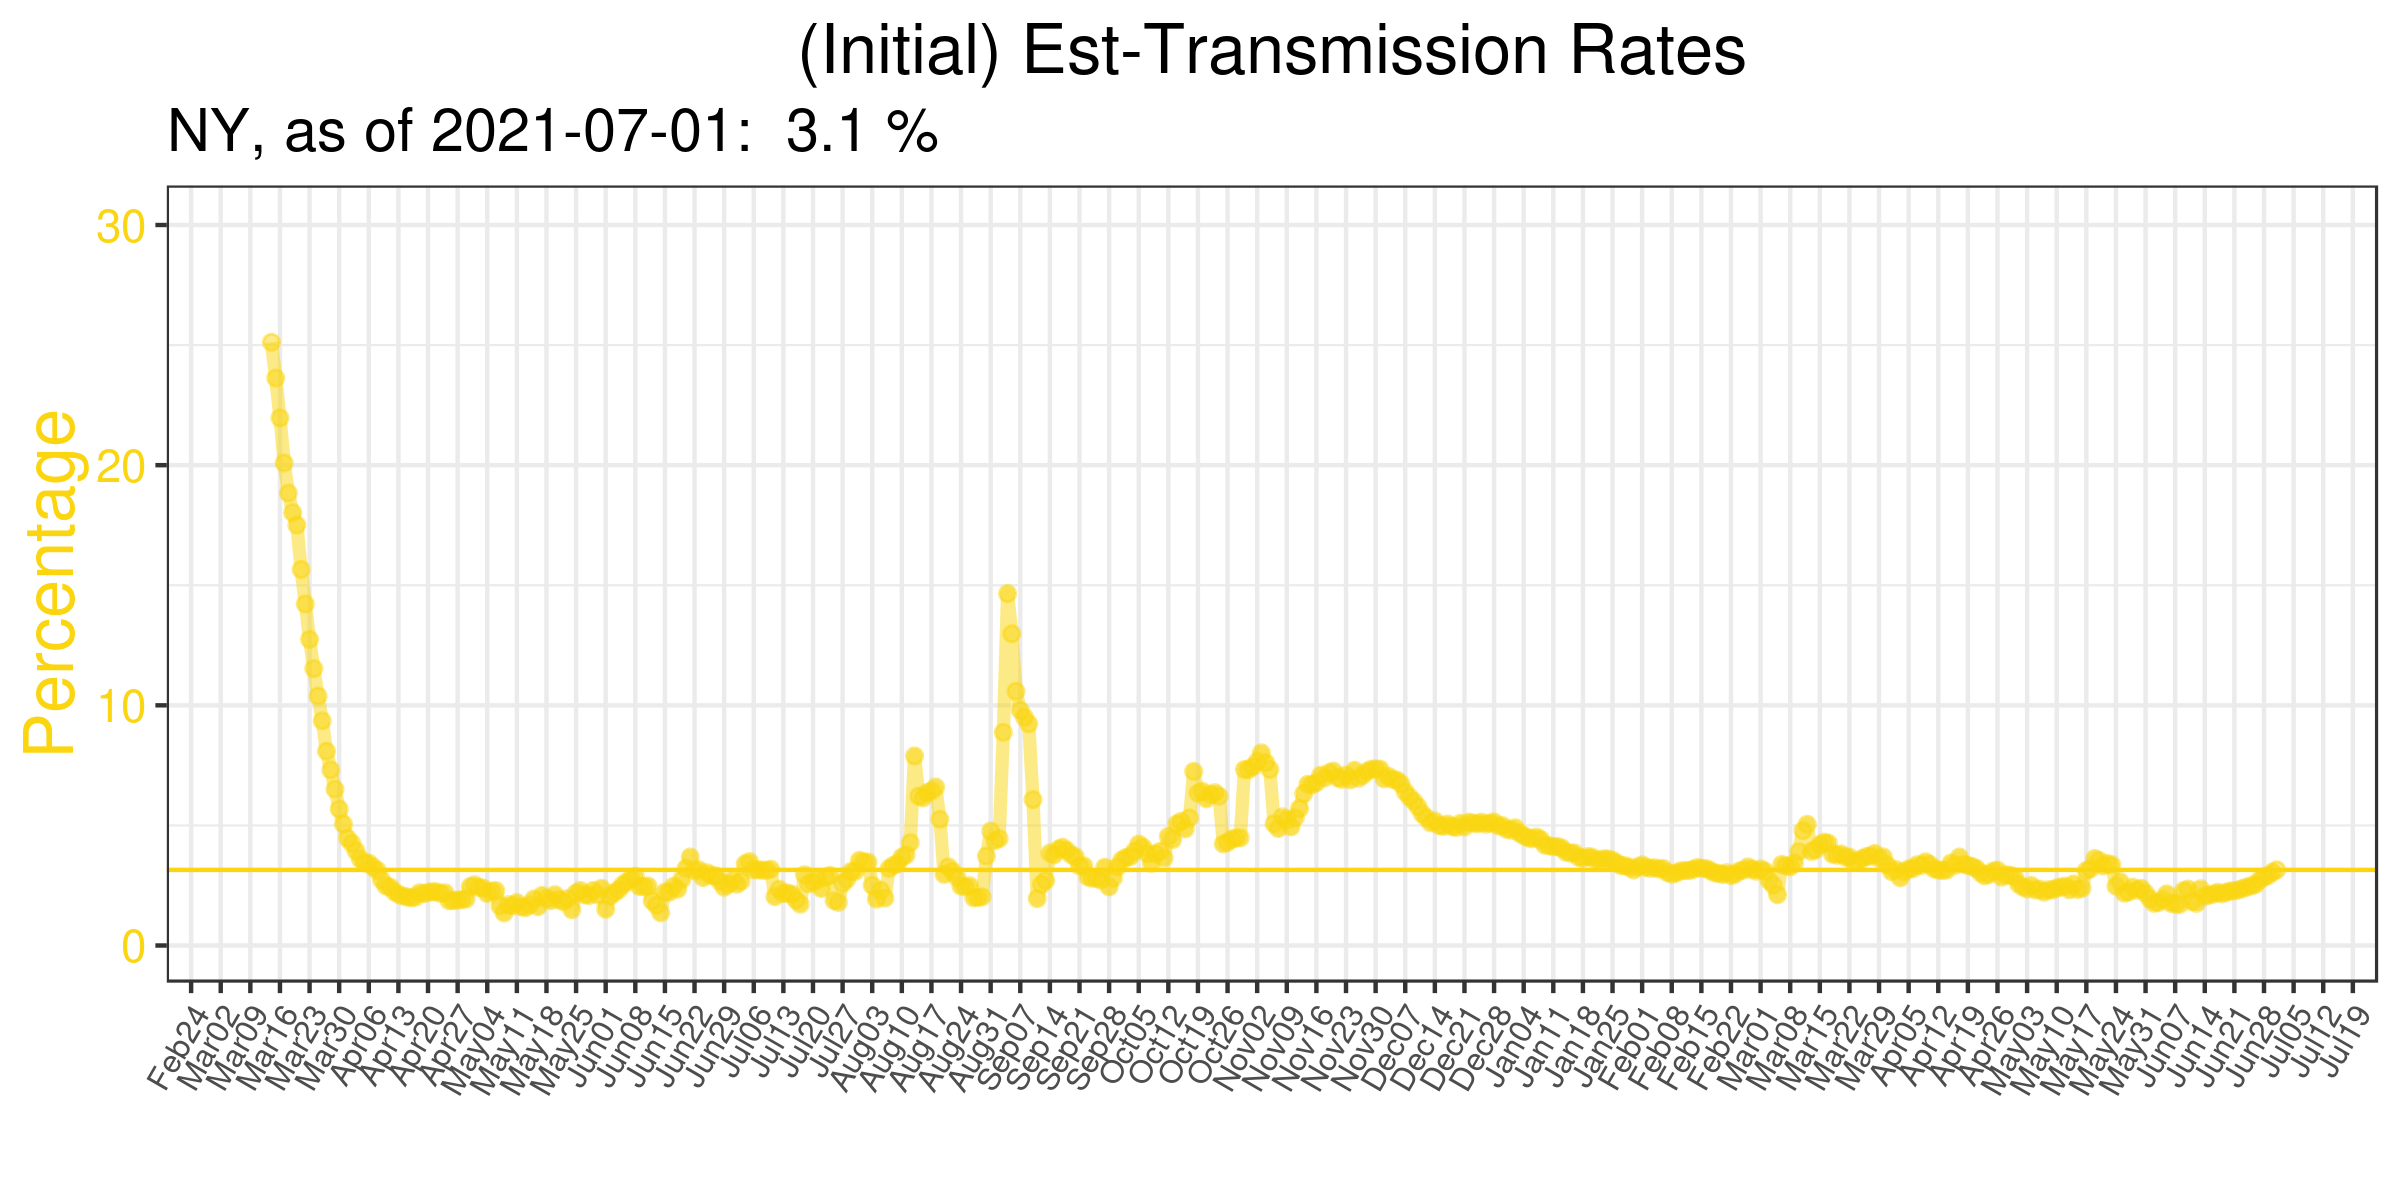 (Initial) Est-Transmission Rates
NY, as of 2021-07-01:  3.1 %
Percentage
30
20
10
0
Feb24
Mar02
Mar09
Mar16
Mar23
Mar30
Apr06
Apr13
Apr20
Apr27
May04
May11
May18
May25
Jun01
Jun08
Jun15
Jun22
Jun29
Jul06
Jul13
Jul20
Jul27
Aug03
Aug10
Aug17
Aug24
Aug31
Sep07
Sep14
Sep21
Sep28
Oct05
Oct12
Oct19
Oct26
Nov02
Nov09
Nov16
Nov23
Nov30
Dec07
Dec14
Dec21
Dec28
Jan04
Jan11
Jan18
Jan25
Feb01
Feb08
Feb15
Feb22
Mar01
Mar08
Mar15
Mar22
Mar29
Apr05
Apr12
Apr19
Apr26
May03
May10
May17
May24
May31
Jun07
Jun14
Jun21
Jun28
Jul05
Jul12
Jul19